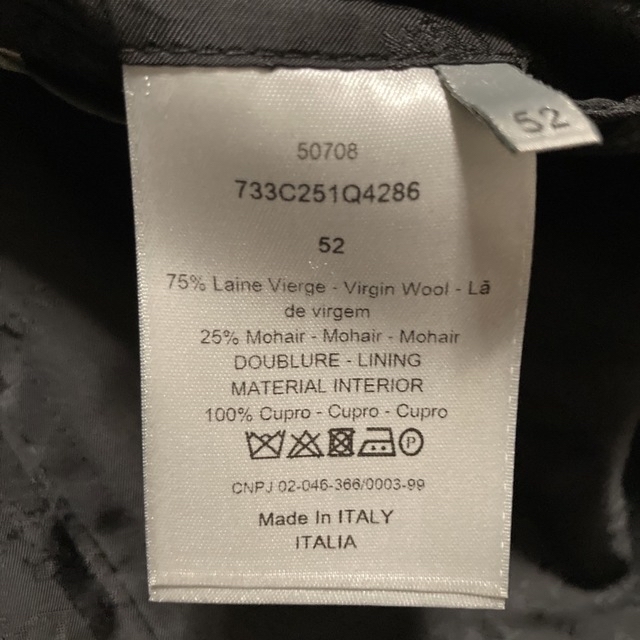 52
50708
733C251Q4286
52
75% Laine Vierge - Virgin Wool - Lã
de virgem
25% Mohair - Mohair - Mohair
DOUBLURE - LINING
MATERIAL INTERIOR
100% Cupro - Cupro - Cupro
P
CNPJ 02-046-366/0003-99
Made In ITALY
ITALIA